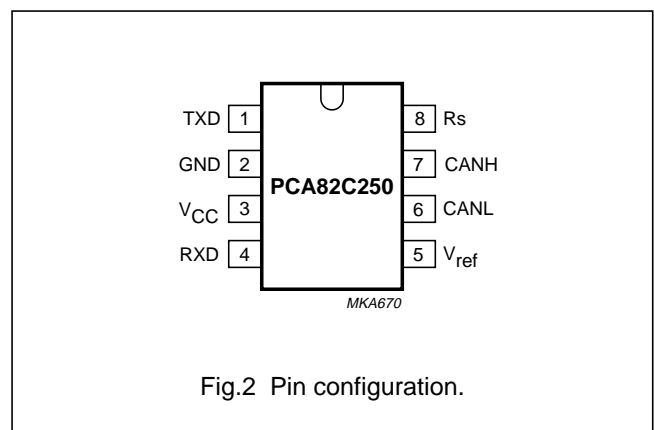 TXD 1 8 Rs
GND 2 7 CANH
PCA82C250
VCC 3 6 CANL
RXD 4 5 Vref
MKA670
Fig.2 Pin configuration.